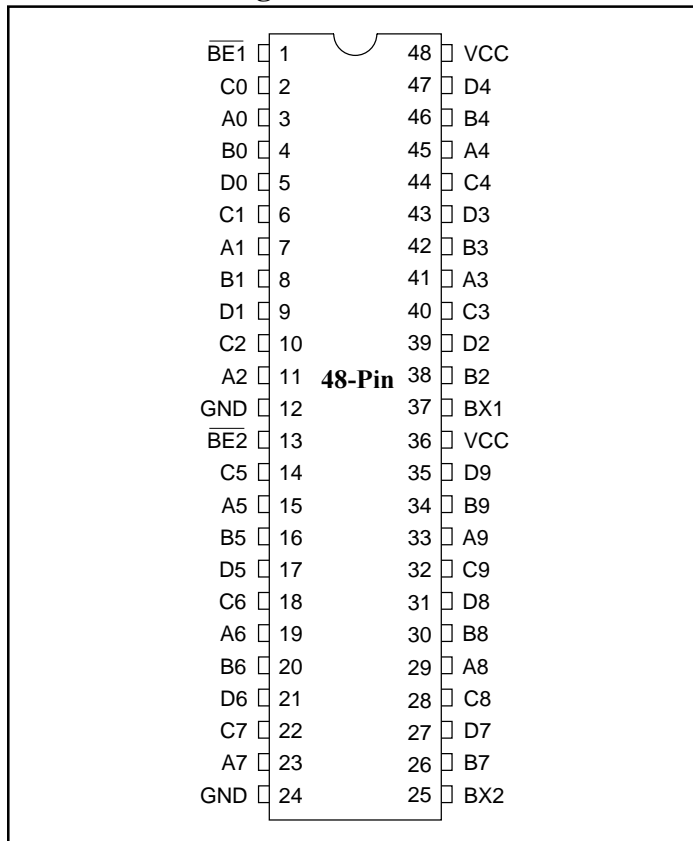 BE1 1 48 VCC
C0 2 47 D4
A0 3 46 B4
B0 4 45 A4
D0 5 44 C4
C1 6 43 D3
A1 7 42 B3
B1 8 41 A3
D1 9 40 C3
C2 10 39 D2
A2 11 48-Pin 38 B2
GND 12 37 BX1
BE2 13 36 VCC
C5 14 35 D9
A5 15 34 B9
B5 16 33 A9
D5 17 32 C9
C6 18 31 D8
A6 19 30 B8
B6 20 29 A8
D6 21 28 C8
C7 22 27 D7
A7 23 26 B7
GND 24 25 BX2